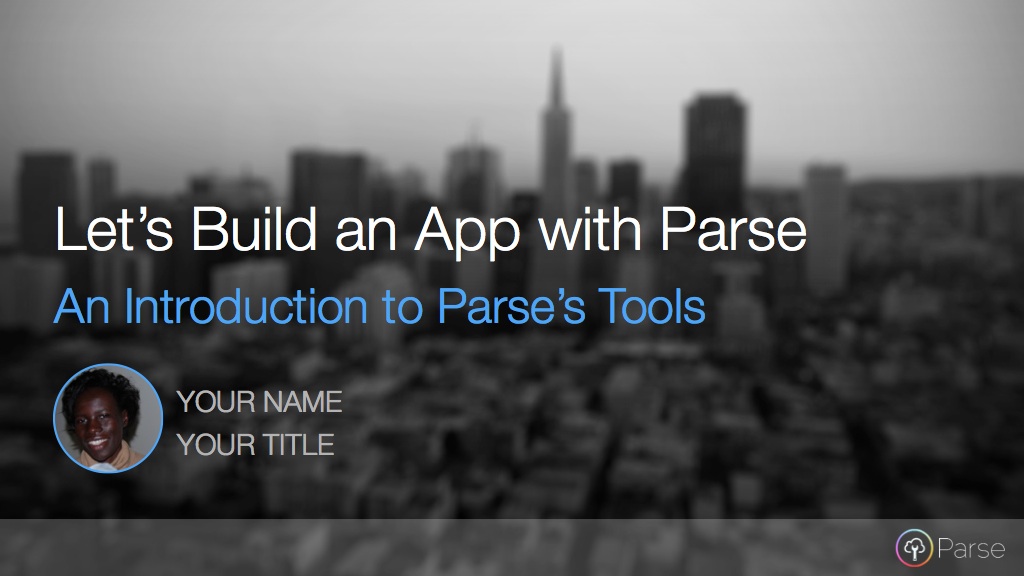 Let’s Build an App with Parse
An Introduction to Parse’s Tools
YOUR NAME
YOUR TITLE
Parse